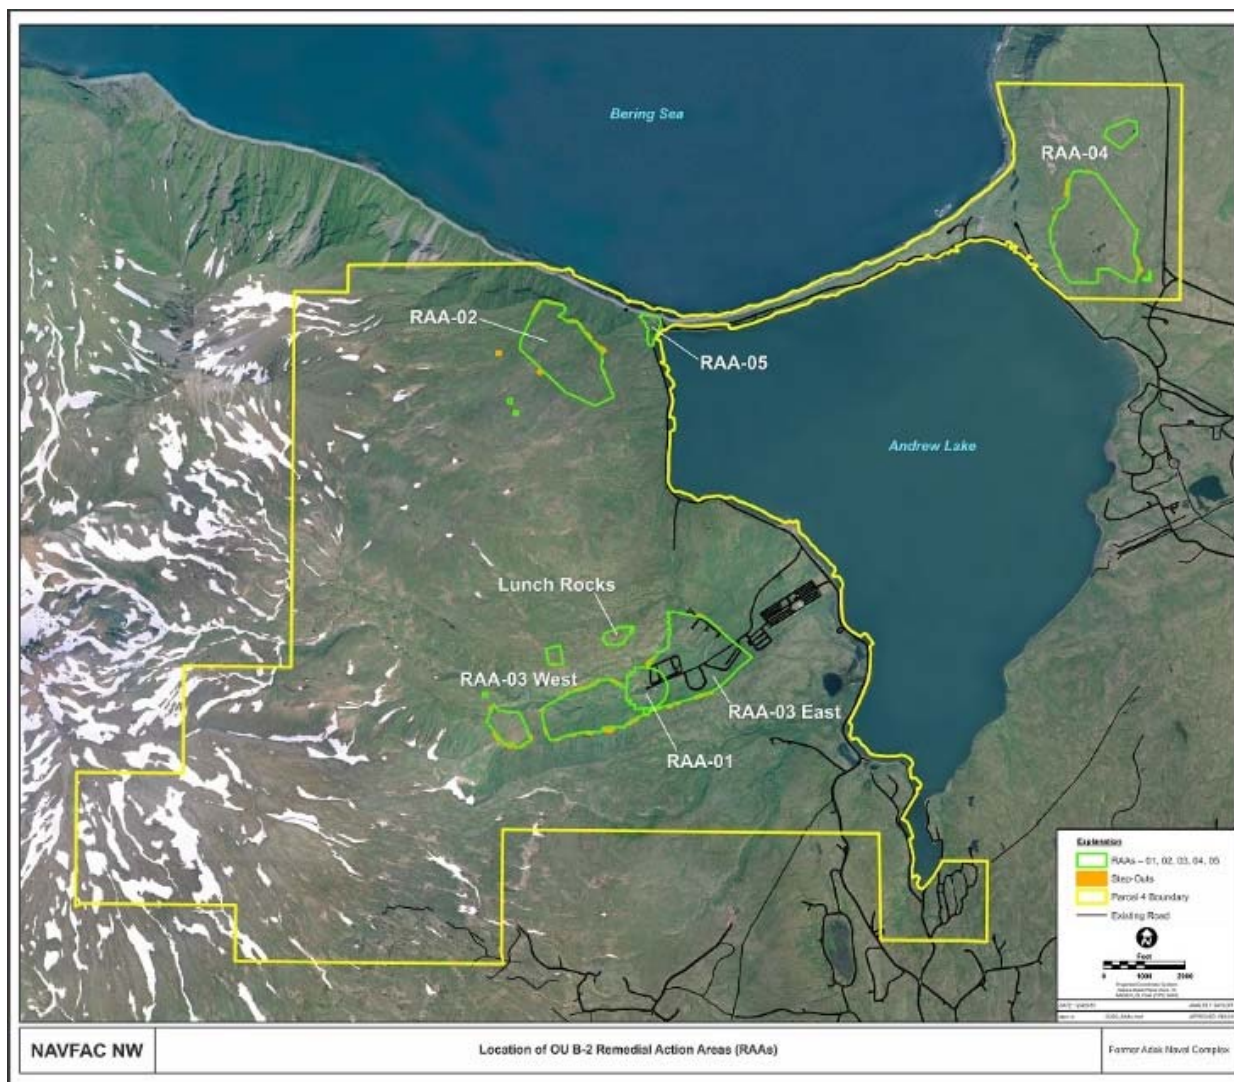 Bering Sea
RAA-04
RAA-02
RAA-05
Andrew Lake
Lunch Rocks
RAA-03 West
RAA-03 East
RAA-01
Explanation
RAAs – 01, 02, 03, 04, 05
Step-Outs
Parcel 4 Boundary
Existing Road
Feet
0 1000 2000
NAVFAC NW
Location of OU B-2 Remedial Action Areas (RAAs)
Former Adak Naval Complex